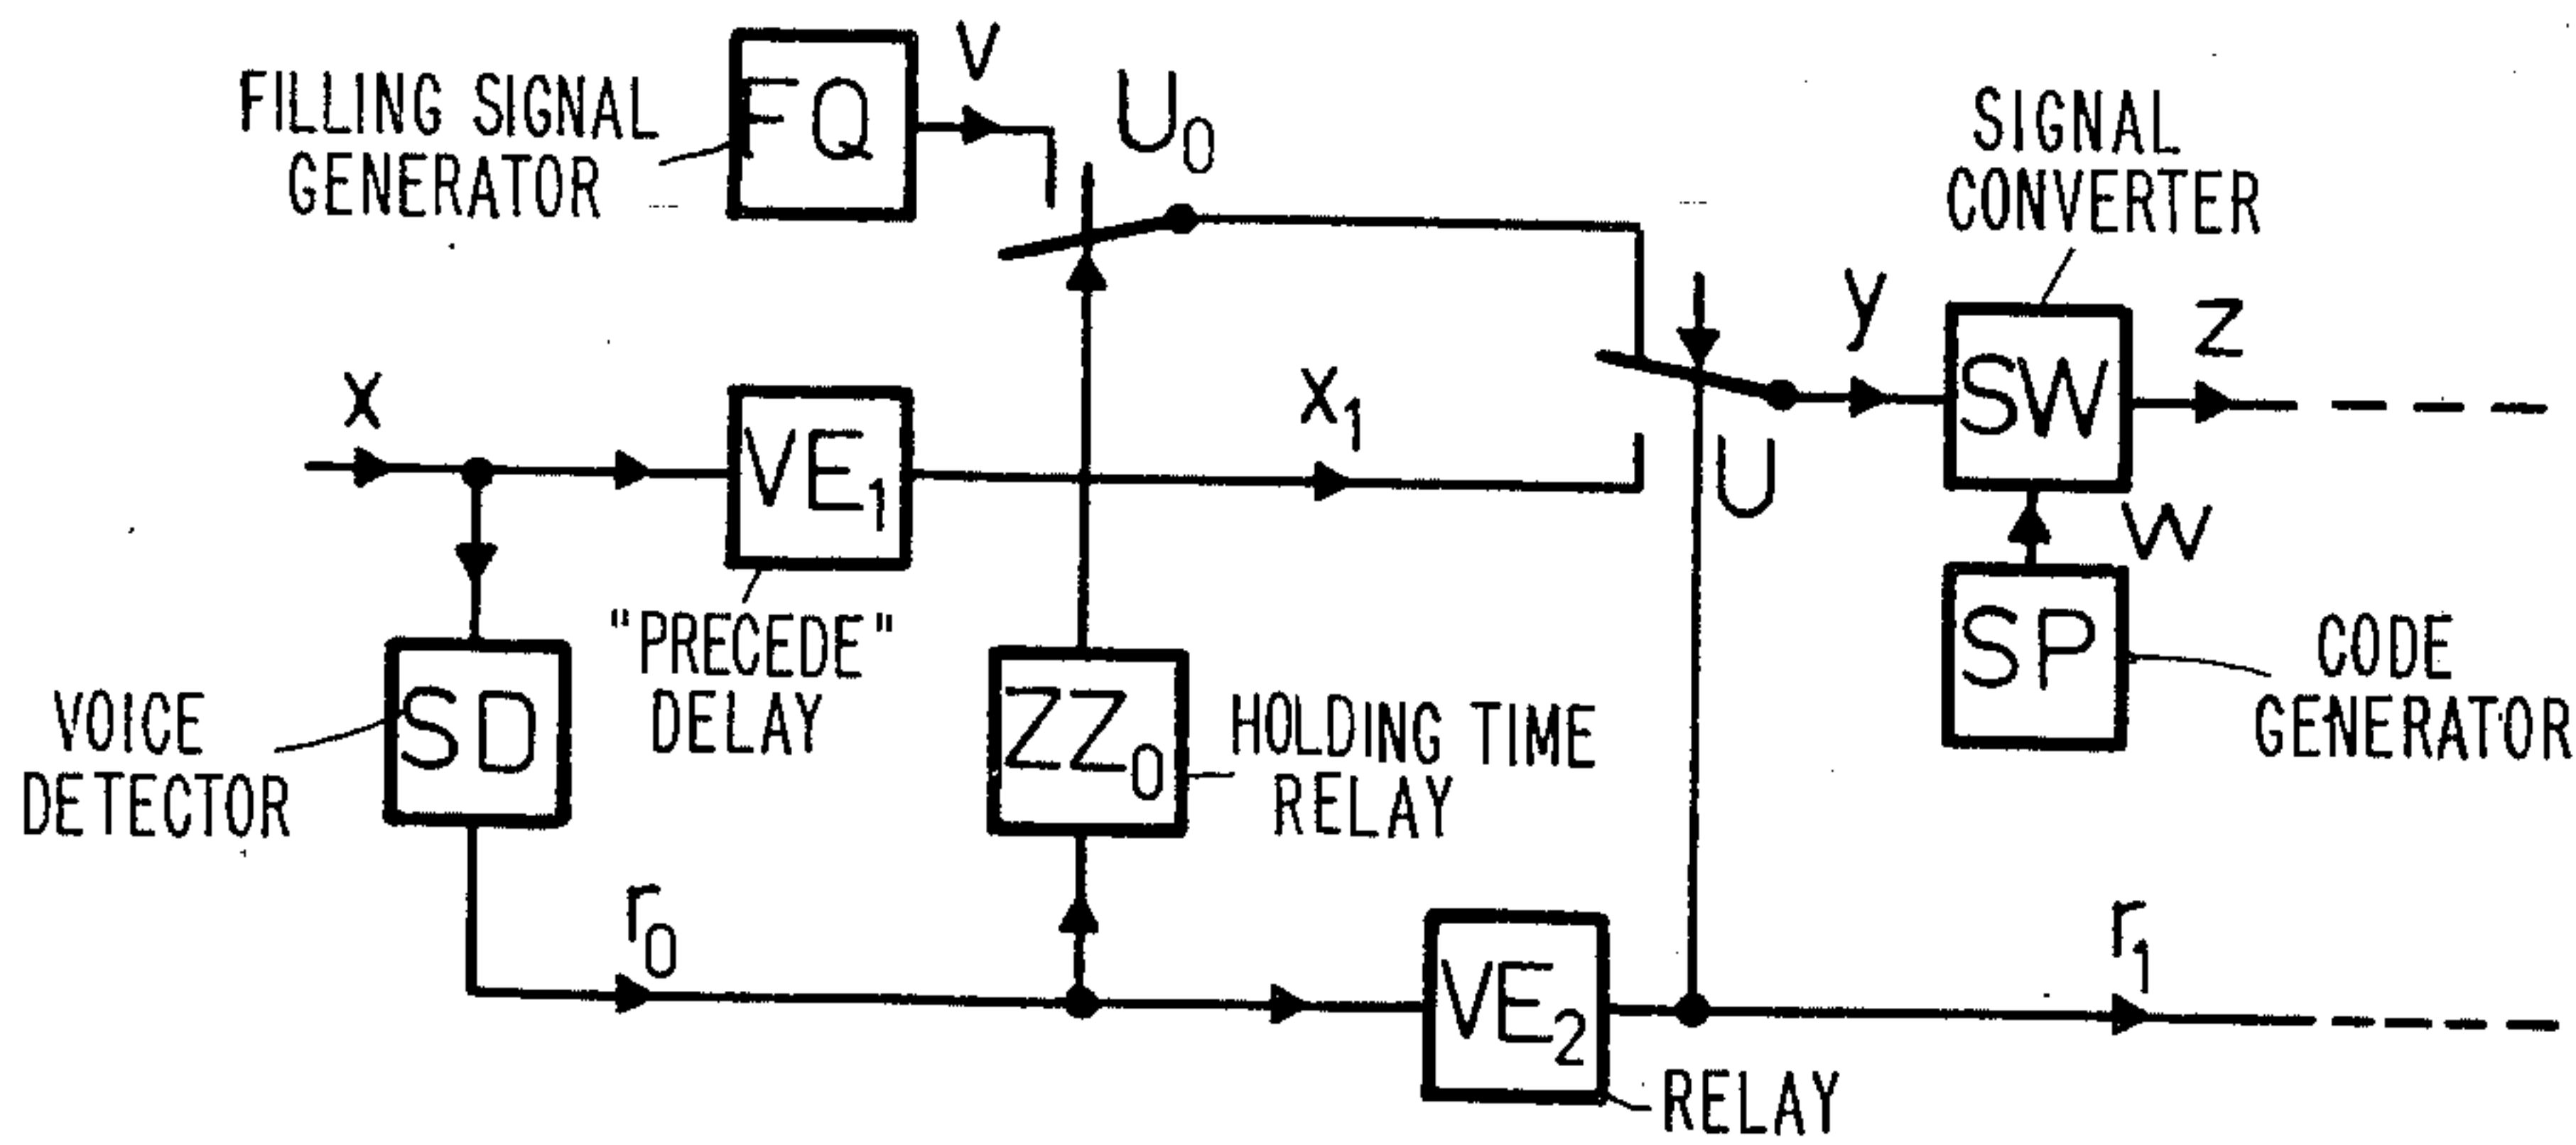 FILLING SIGNAL
GENERATOR
FQ
V
U0
SIGNAL
CONVERTER
x
VE1
x1
y
SW
z
U
"PRECEDE"
DELAY
W
SP
CODE
GENERATOR
VOICE
DETECTOR
SD
ZZ0
HOLDING TIME
RELAY
r0
VE2
RELAY
r1